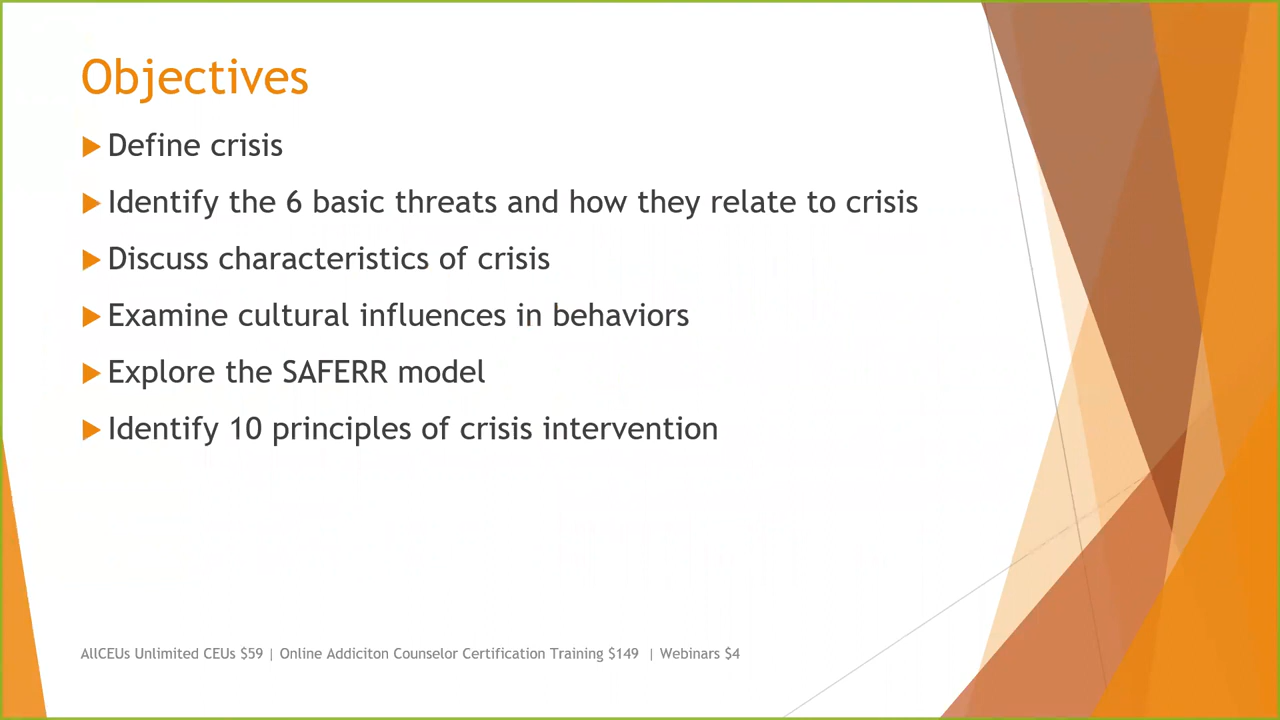 Objectives
Define crisis
Identify the 6 basic threats and how they relate to crisis
Discuss characteristics of crisis
Examine cultural influences in behaviors
Explore the SAFERR model
Identify 10 principles of crisis intervention
AllCEUs Unlimited CEUs $59 | Online Addiciton Counselor Certification Training $149 | Webinars $4